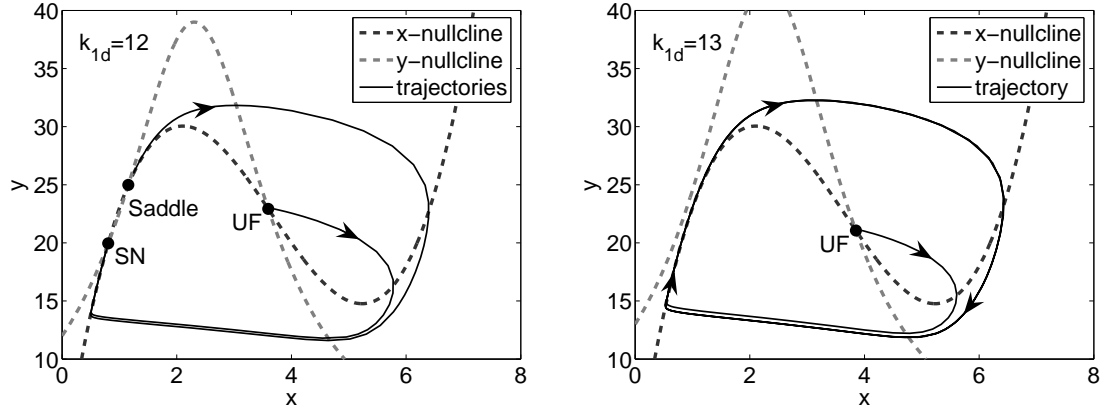 k1d=12
x-nullcline
y-nullcline
trajectories
40
35
30
25
20
15
10
y
Saddle
SN
UF
0
2
4
6
8
x
k1d=13
x-nullcline
y-nullcline
trajectory
40
35
30
25
20
15
10
y
UF
0
2
4
6
8
x